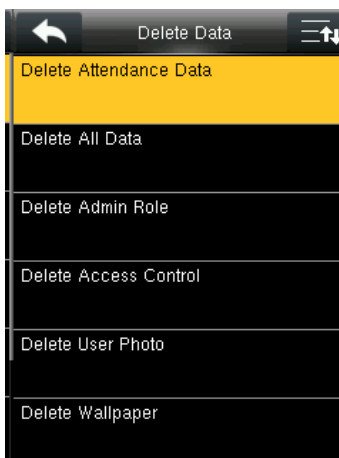 Delete Data
Delete Attendance Data
Delete All Data
Delete Admin Role
Delete Access Control
Delete User Photo
Delete Wallpaper